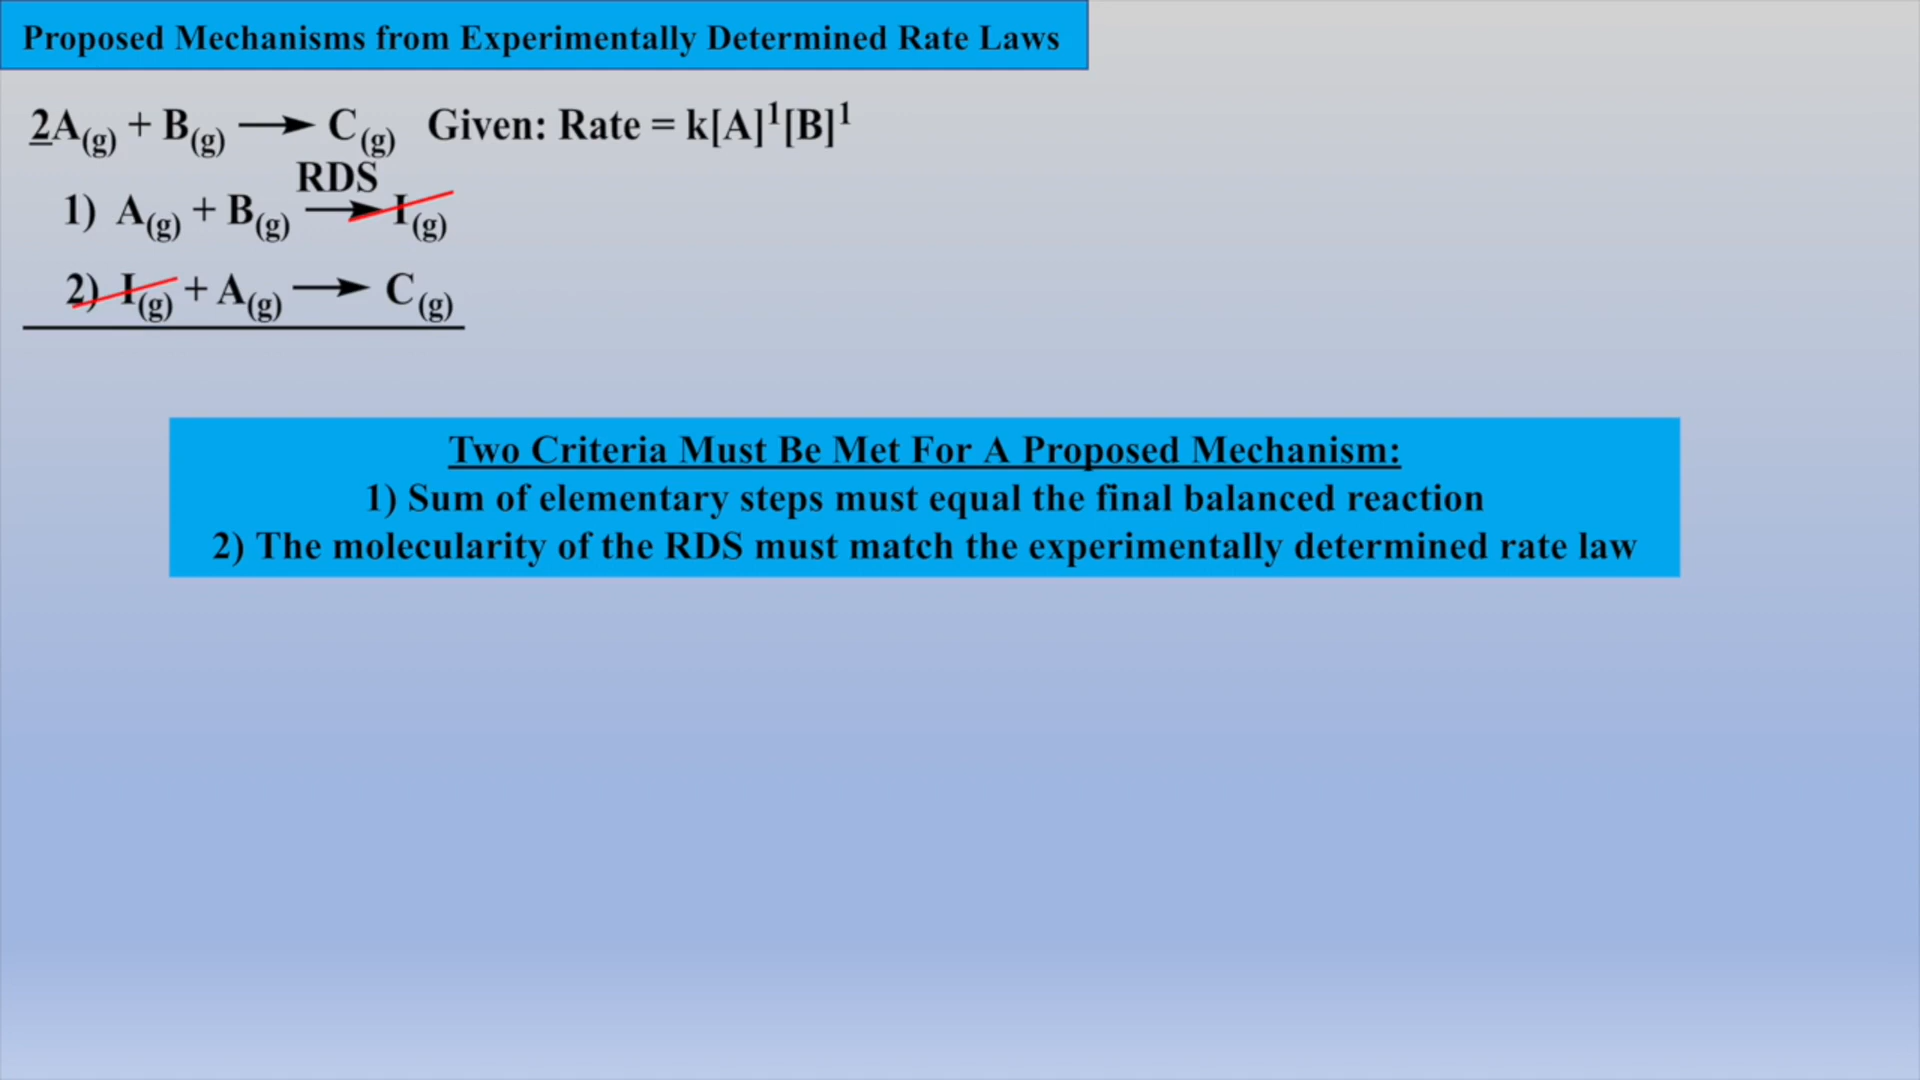 Proposed Mechanisms from Experimentally Determined Rate Laws
2A(g) + B(g) ⟶ C(g) Given: Rate = k[A]¹[B]¹
RDS
1) A(g) + B(g) ⟶ I(g)
2) I(g) + A(g) ⟶ C(g)
Two Criteria Must Be Met For A Proposed Mechanism:
1) Sum of elementary steps must equal the final balanced reaction
2) The molecularity of the RDS must match the experimentally determined rate law